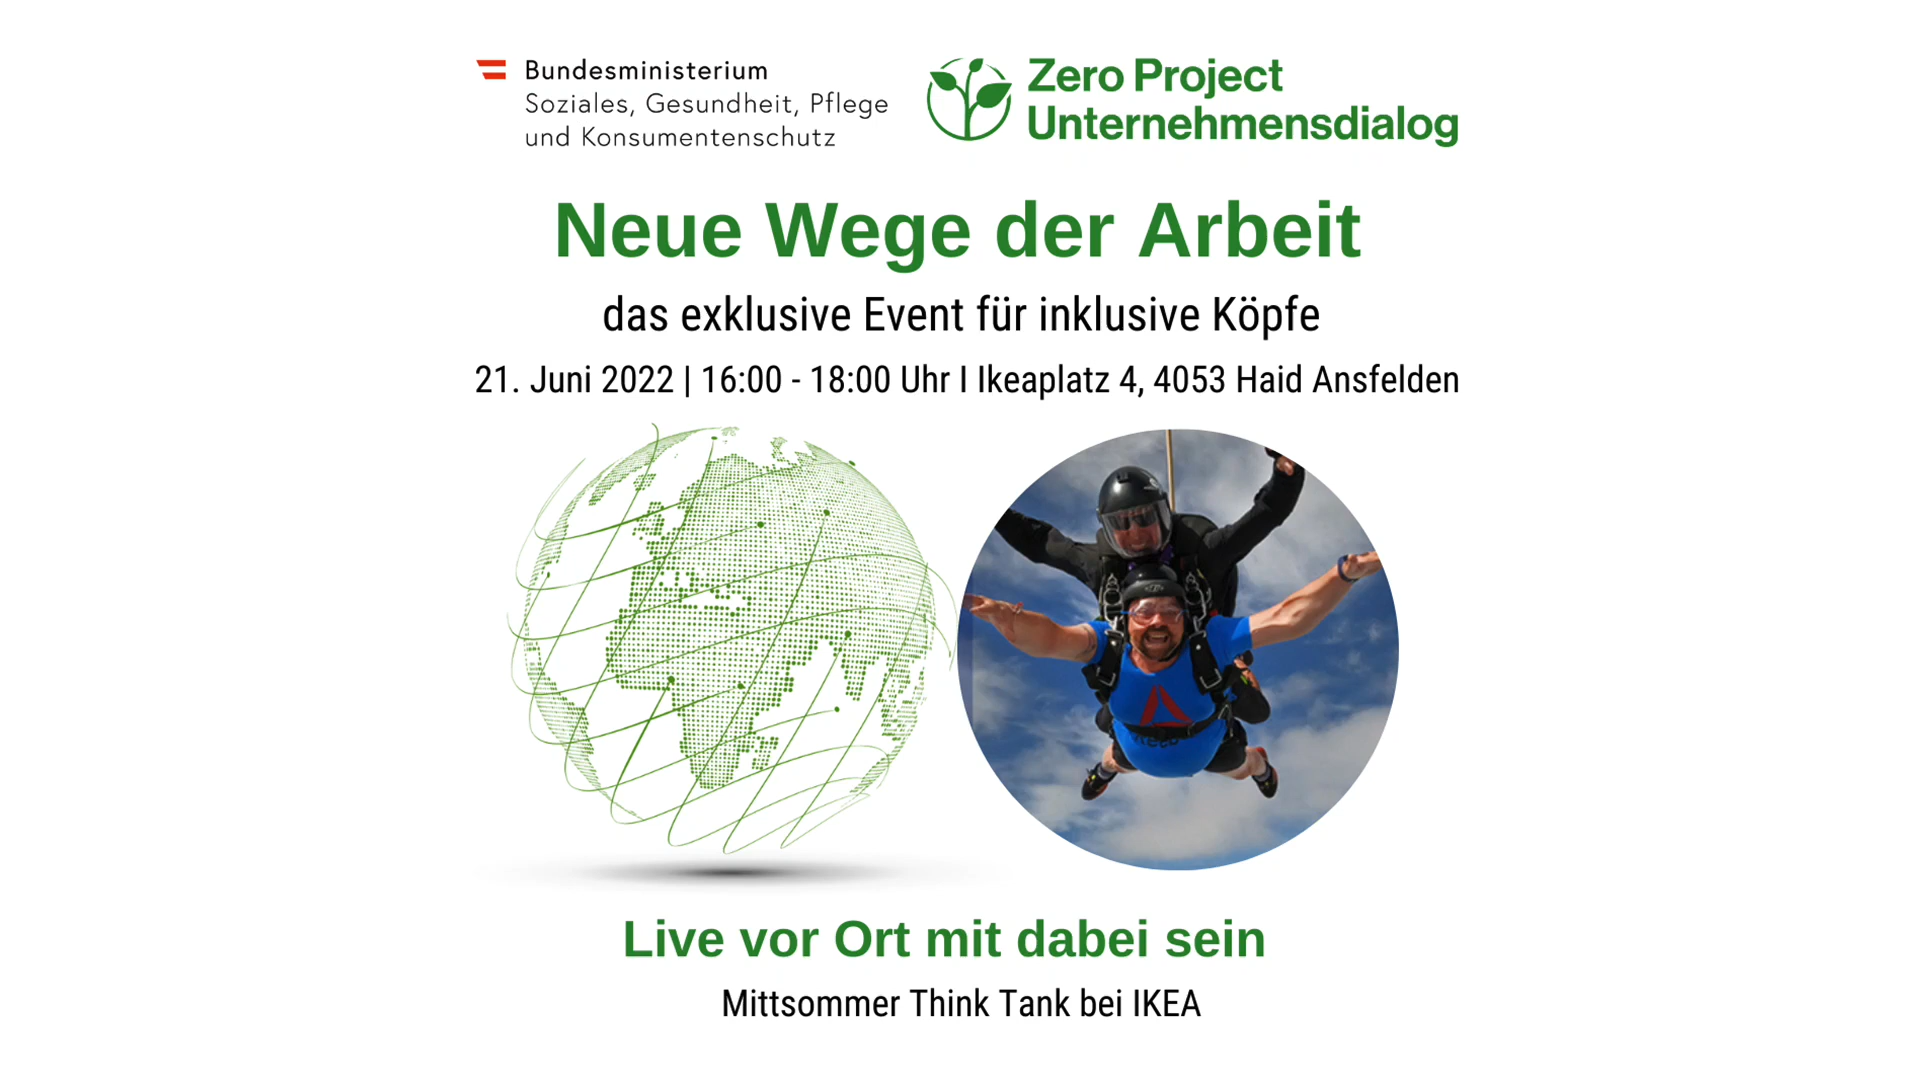 Bundesministerium
Soziales, Gesundheit, Pflege
und Konsumentenschutz
Zero Project
Unternehmensdialog
Neue Wege der Arbeit
das exklusive Event für inklusive Köpfe
21. Juni 2022 | 16:00 - 18:00 Uhr I Ikeaplatz 4, 4053 Haid Ansfelden
Live vor Ort mit dabei sein
Mittsommer Think Tank bei IKEA